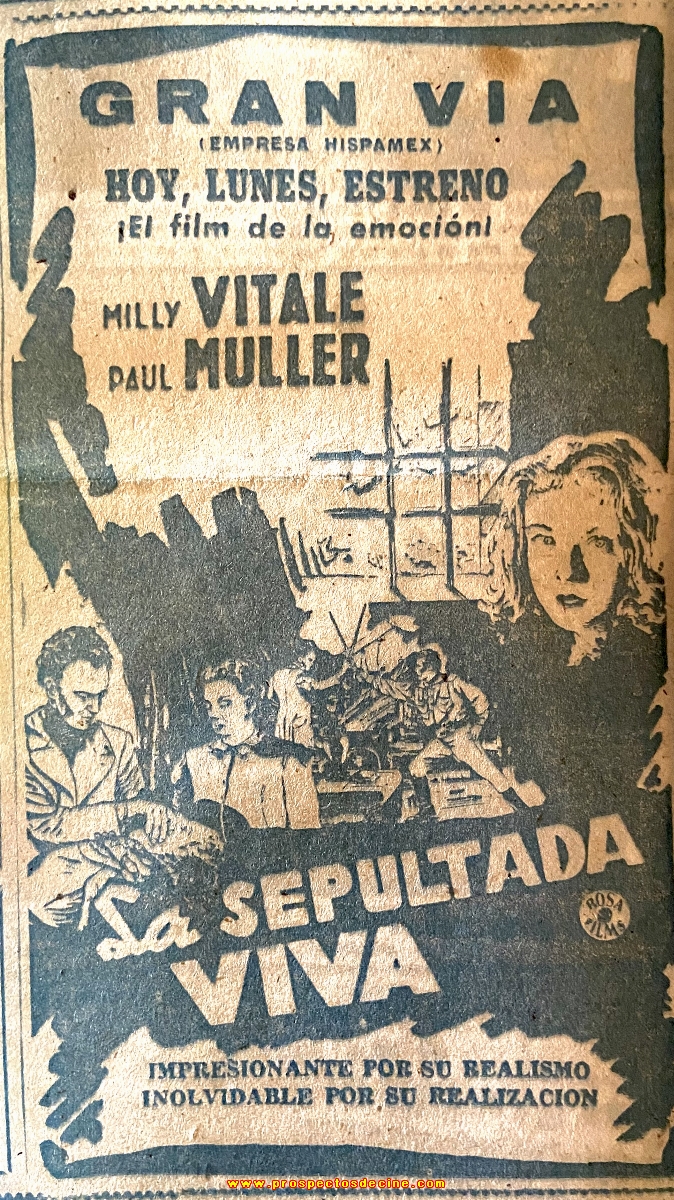 GRAN VIA
(EMPRESA HISPAMEX)
HOY, LUNES, ESTRENO
¡El film de la emoción!
MILLY VITALE
PAUL MULLER
La SEPULTADA
VIVA
ROSA
FILMS
IMPRESIONANTE POR SU REALISMO
INOLVIDABLE POR SU REALIZACION
www.prospectosdecine.com